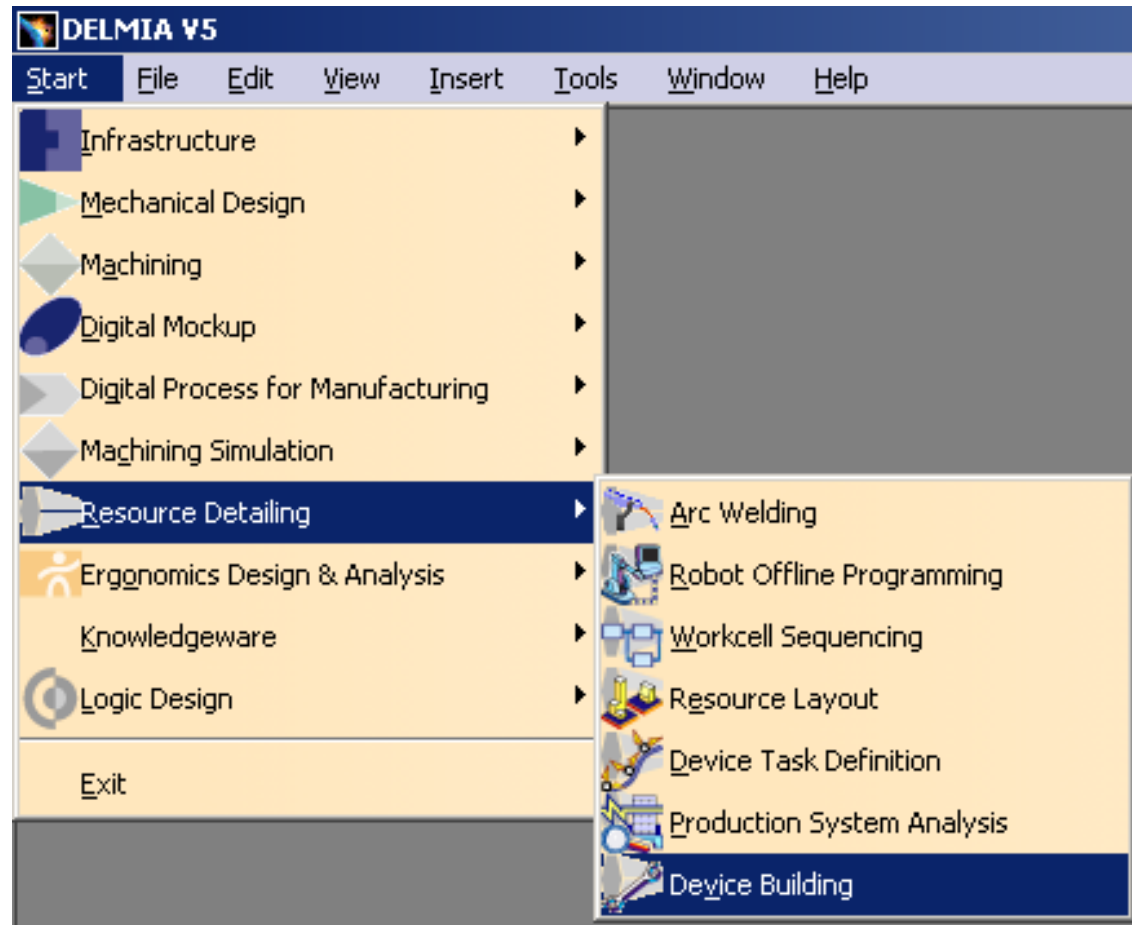 DELMIA V5
Start File Edit View Insert Tools Window Help
Infrastructure
Mechanical Design
Machining
Digital Mockup
Digital Process for Manufacturing
Machining Simulation
Resource Detailing
Ergonomics Design & Analysis
Knowledgeware
Logic Design
Exit
Arc Welding
Robot Offline Programming
Workcell Sequencing
Resource Layout
Device Task Definition
Production System Analysis
Device Building